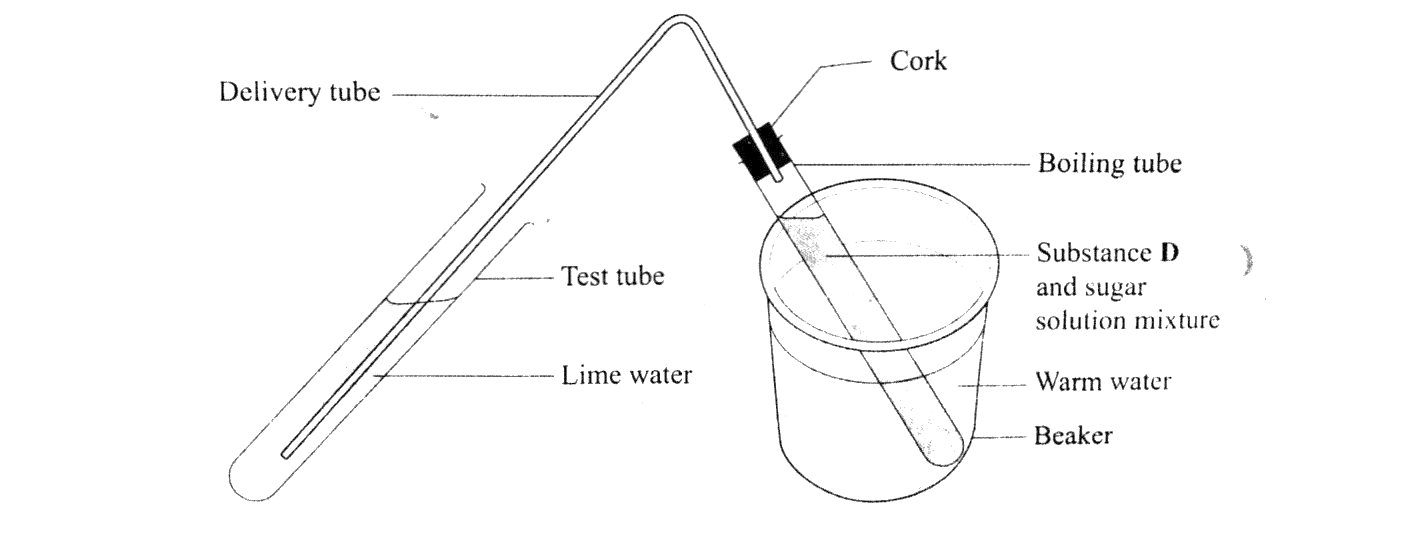 Cork
Delivery tube
Boiling tube
Substance D
and sugar
solution mixture
Test tube
Lime water
Warm water
Beaker